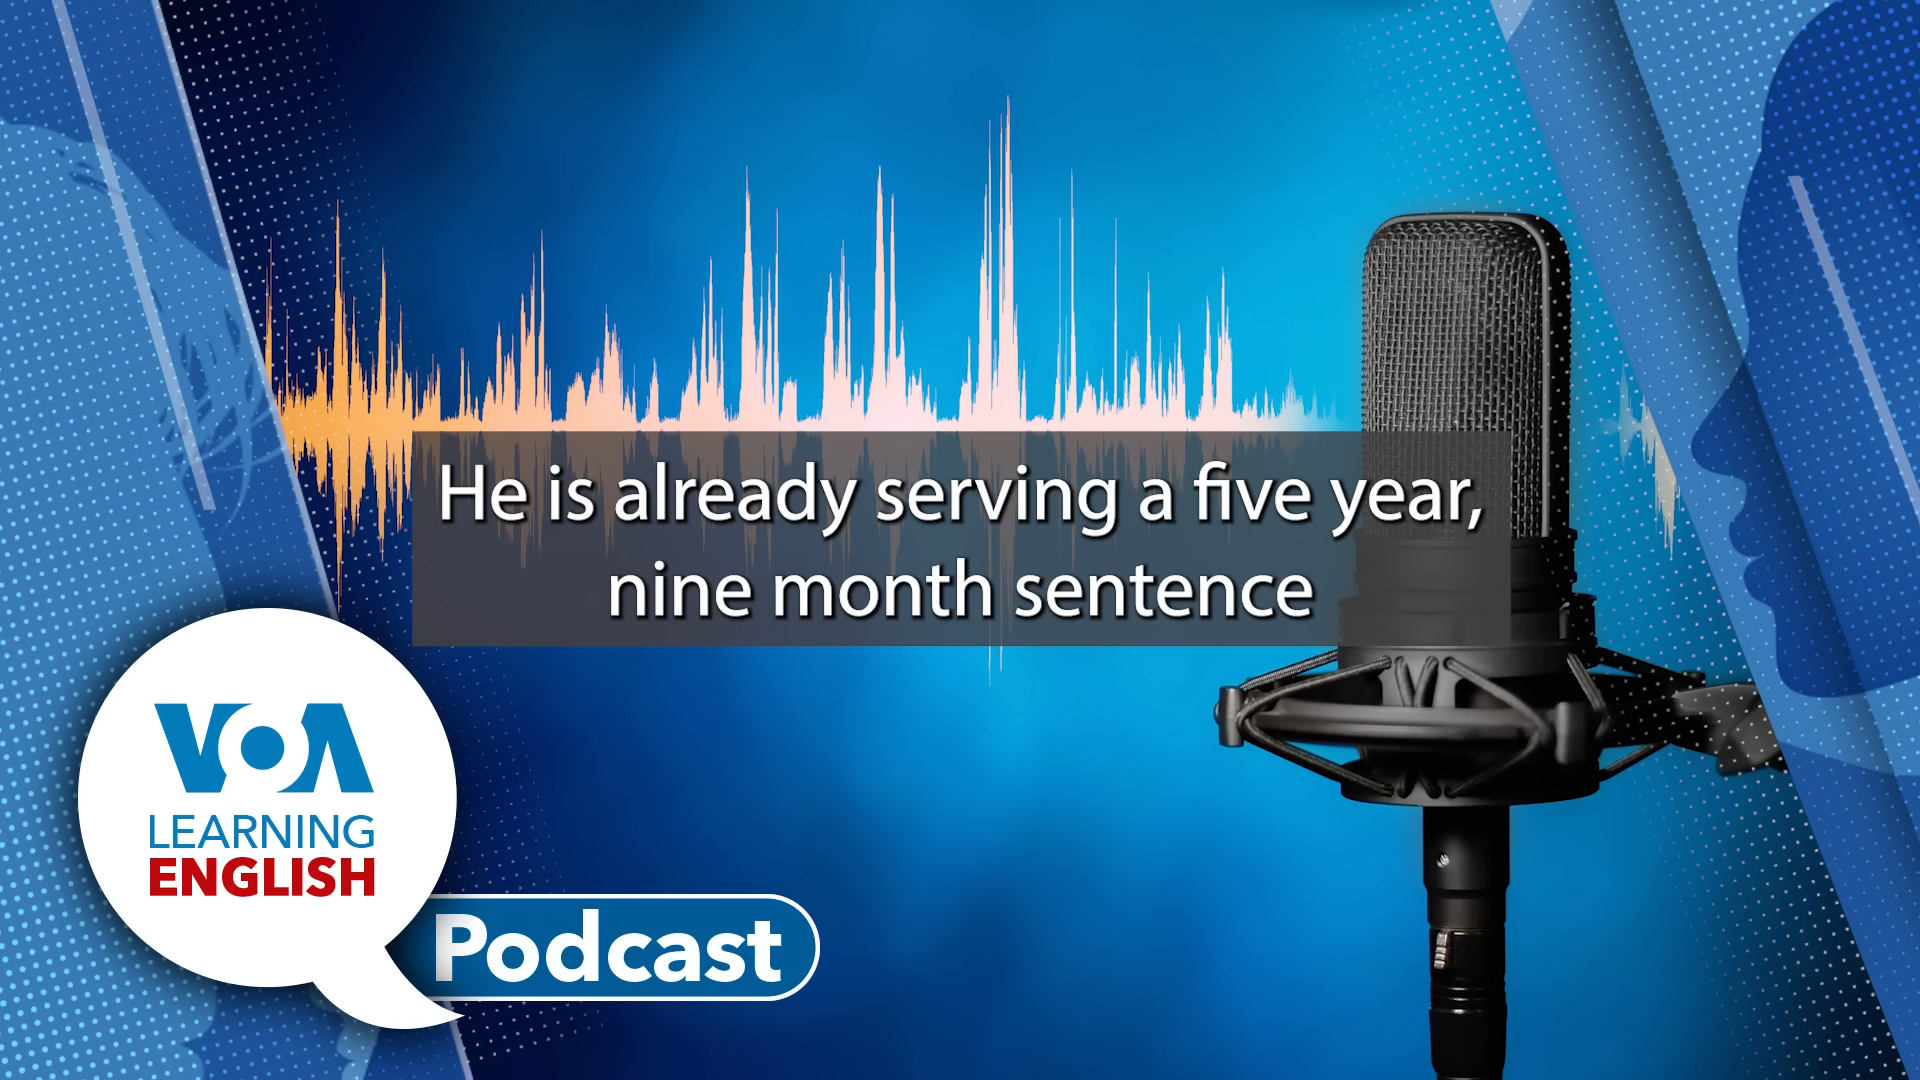 He is already serving a five year,
nine month sentence
VOA
LEARNING
ENGLISH
Podcast